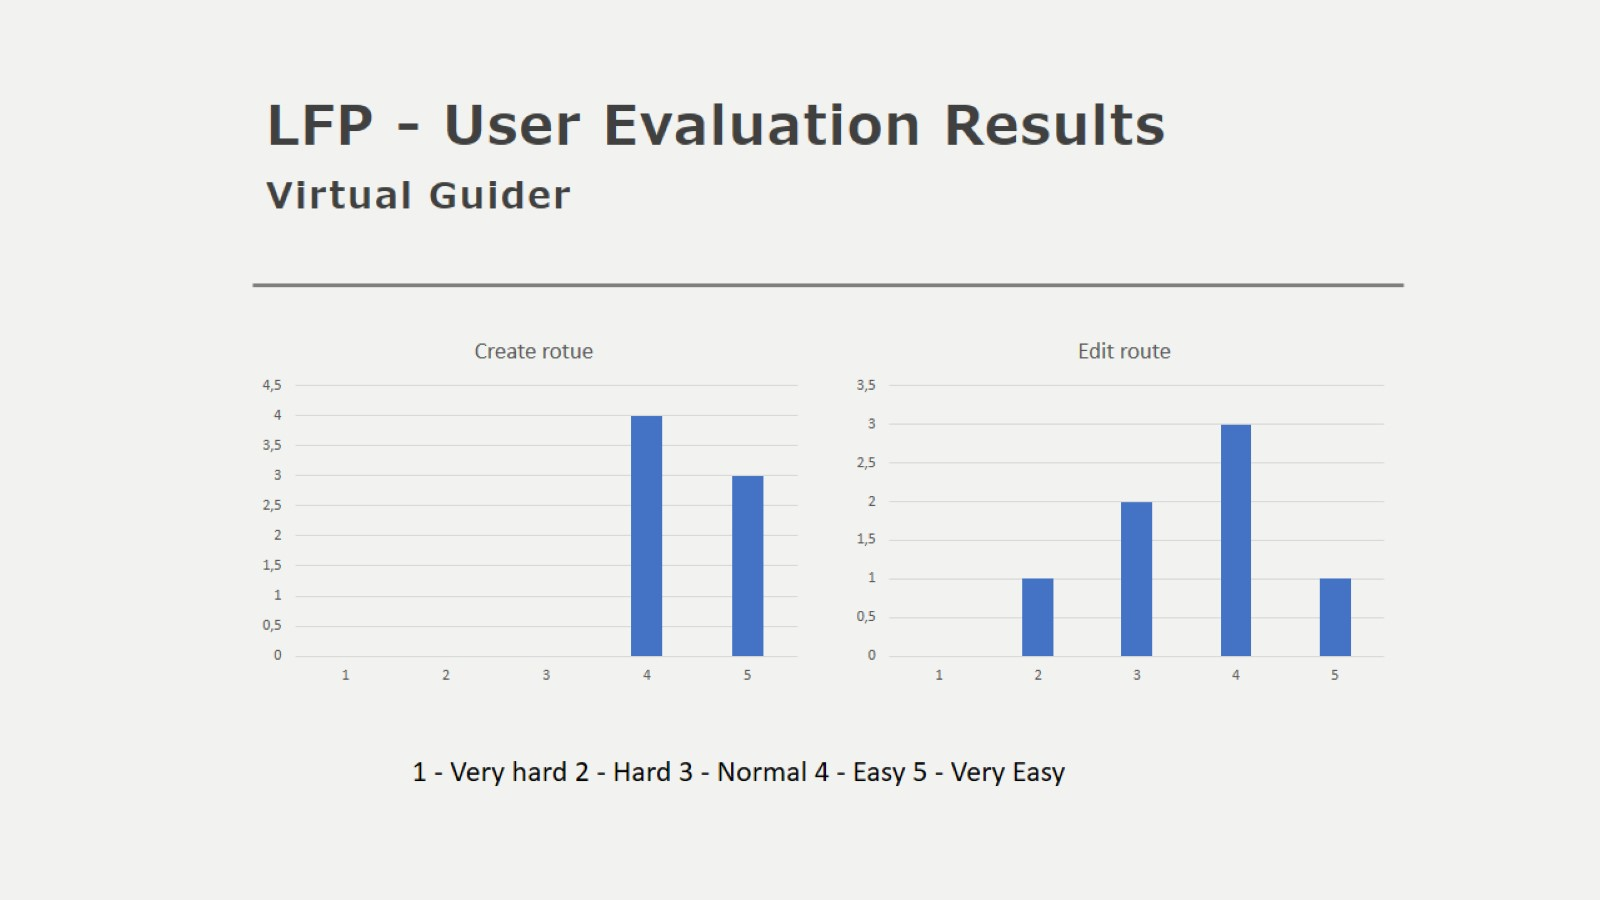 LFP - User Evaluation Results
Virtual Guider
Create rotue
4,5
4
3,5
3
2,5
2
1,5
1
0,5
0
1 2 3 4 5
Edit route
3,5
3
2,5
2
1,5
1
0,5
0
1 2 3 4 5
1 - Very hard 2 - Hard 3 - Normal 4 - Easy 5 - Very Easy